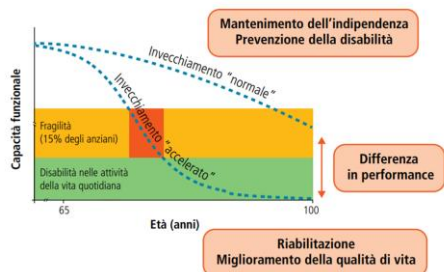 Mantenimento dell'indipendenza
Prevenzione della disabilità
Invecchiamento "normale"
Invecchiamento "accelerato"
Capacità funzionale
Fragilità
(15% degli anziani)
Disabilità nelle attività
della vita quotidiana
Differenza
in performance
65
100
Età (anni)
Riabilitazione
Miglioramento della qualità di vita